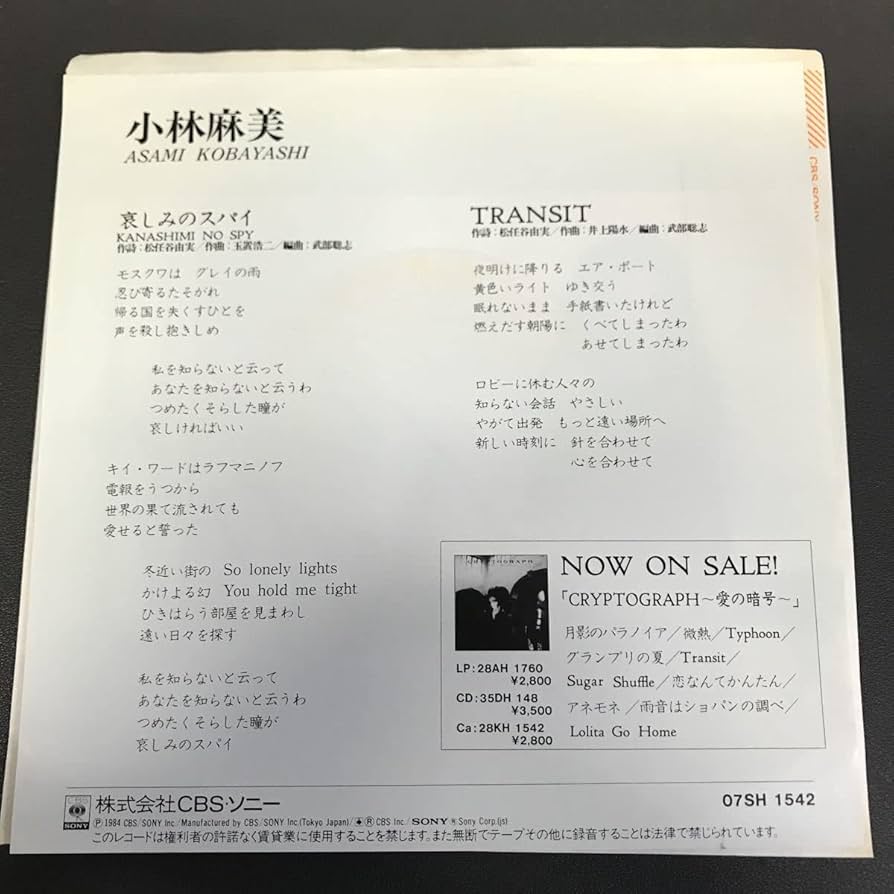 小林麻美
ASAMI KOBAYASHI
哀しみのスパイ
KANASHIMI NO SPY
作詩：松任谷由実／作曲：玉置浩二／編曲：武部聡志
モスクワは グレイの雨
忍び寄るたそがれ
帰る国を失くすひとを
声を殺し抱きしめ
私を知らないと云って
あなたを知らないと云うわ
つめたくそらした瞳が
哀しければいい
キイ・ワードはラフマニノフ
電報をうつから
世界の果て流されても
愛せると誓った
冬近い街の So lonely lights
かけよる幻 You hold me tight
ひきはらう部屋を見まわし
遠い日々を探す
私を知らないと云って
あなたを知らないと云うわ
つめたくそらした瞳が
哀しみのスパイ
TRANSIT
作詩：松任谷由実／作曲：井上陽水／編曲：武部聡志
夜明けに降りる エア・ポート
黄色いライト ゆき交う
眠れないまま 手紙書いたけれど
燃えだす朝陽に くべてしまったわ
あせてしまったわ
ロビーに休む人々の
知らない会話 やさしい
やがて出発 もっと遠い場所へ
新しい時刻に 針を合わせて
心を合わせて
CRYPTOGRAPH
NOW ON SALE!
「CRYPTOGRAPH～愛の暗号～」
月影のパラノイア／微熱／Typhoon／
グランプリの夏／Transit／
Sugar Shuffle／恋なんてかんたん／
アネモネ／雨音はショパンの調べ／
Lolita Go Home
LP:28AH 1760
¥2,800
CD:35DH 148
¥3,500
Ca:28KH 1542
¥2,800
CBS/SONY
CBS
SONY
株式会社CBS・ソニー
07SH 1542
Ⓟ1984 CBS/SONY Inc./Manufactured by CBS/SONY Inc.(Tokyo Japan)/Ⓡ CBS Inc./SONY Ⓡ Sony Corp.(js)
このレコードは権利者の許諾なく賃貸業に使用することを禁じます。また無断でテープその他に録音することは法律で禁じられています。